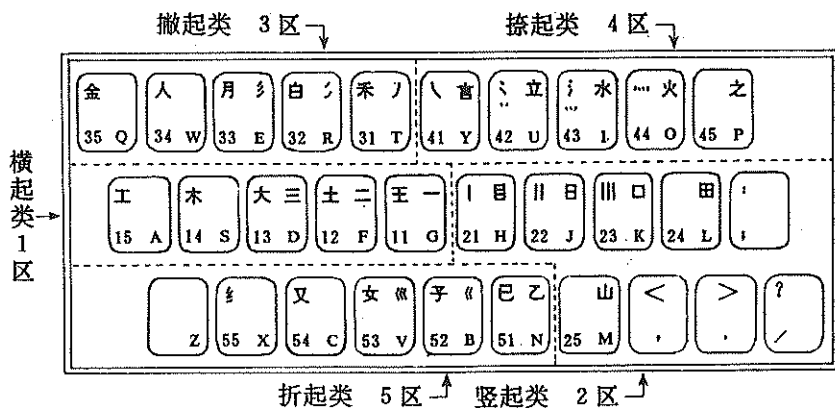 撇起类 3区 捺起类 4区
金 人 月 彡 白 禾 丿 丶 言 冫 立 氵 水 灬 火 之
35 Q 34 W 33 E 32 R 31 T 41 Y 42 U 43 I 44 O 45 P
横起类1区
工 木 大 三 土 二 王 一 丨 目 刂 日 川 口 田 :
15 A 14 S 13 D 12 F 11 G 21 H 22 J 23 K 24 L ;
纟 又 女 巛 子 巜 已 乙 山 < > ?
Z 55 X 54 C 53 V 52 B 51 N 25 M , . /
折起类 5区 竖起类 2区